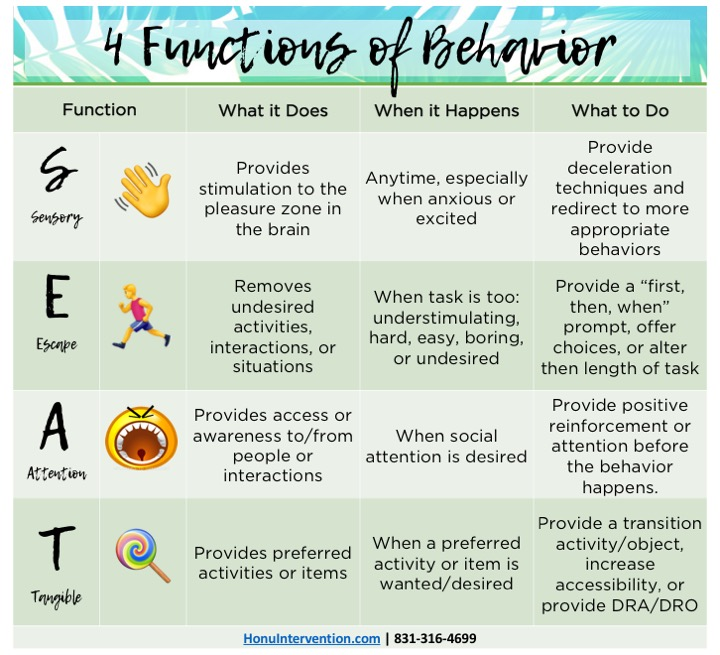 4 Functions of Behavior
Function
What it Does
When it Happens
What to Do
S
Sensory
Provides
stimulation to the
pleasure zone in
the brain
Anytime, especially
when anxious or
excited
Provide
deceleration
techniques and
redirect to more
appropriate
behaviors
E
Escape
Removes
undesired
activities,
interactions, or
situations
When task is too:
understimulating,
hard, easy, boring,
or undesired
Provide a “first,
then, when”
prompt, offer
choices, or alter
then length of task
A
Attention
Provides access or
awareness to/from
people or
interactions
When social
attention is desired
Provide positive
reinforcement or
attention before
the behavior
happens.
T
Tangible
Provides preferred
activities or items
When a preferred
activity or item is
wanted/desired
Provide a transition
activity/object,
increase
accessibility, or
provide DRA/DRO
HonuIntervention.com | 831-316-4699